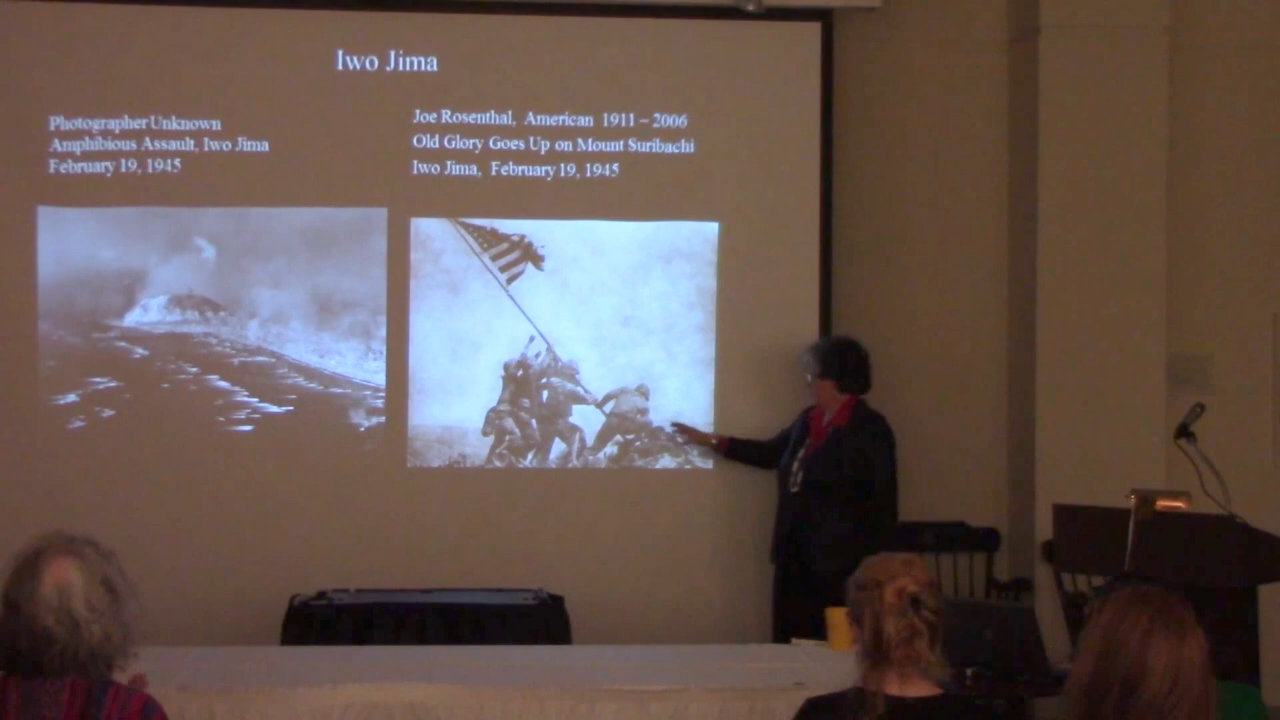 Iwo Jima
Photographer Unknown
Amphibious Assault, Iwo Jima
February 19, 1945
Joe Rosenthal, American 1911 – 2006
Old Glory Goes Up on Mount Suribachi
Iwo Jima, February 19, 1945